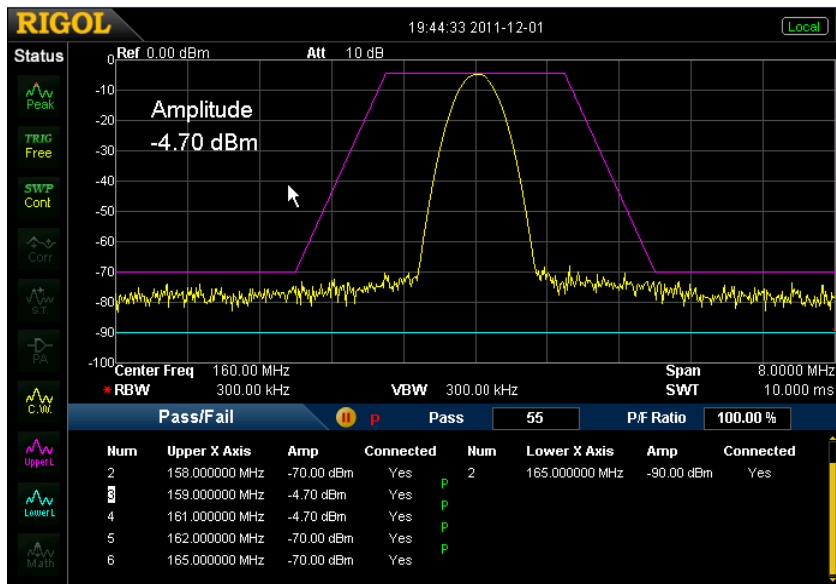 RIGOL 19:44:33 2011-12-01 Local
Status Ref 0.00 dBm Att 10 dB
0
-10
-20
-30
-40
-50
-60
-70
-80
-90
-100
Amplitude
-4.70 dBm
Peak
TRIG
Free
SWP
Cont
Corr
S.T.
PA
C.W.
UpperL
LowerL
Math
Center Freq 160.00 MHz Span 8.0000 MHz
* RBW 300.00 kHz VBW 300.00 kHz SWT 10.000 ms
Pass/Fail P Pass 55 P/F Ratio 100.00 %
Num Upper X Axis Amp Connected Num Lower X Axis Amp Connected
2 158.000000 MHz -70.00 dBm Yes P 2 165.000000 MHz -90.00 dBm Yes
3 159.000000 MHz -4.70 dBm Yes P
4 161.000000 MHz -4.70 dBm Yes P
5 162.000000 MHz -70.00 dBm Yes P
6 165.000000 MHz -70.00 dBm Yes